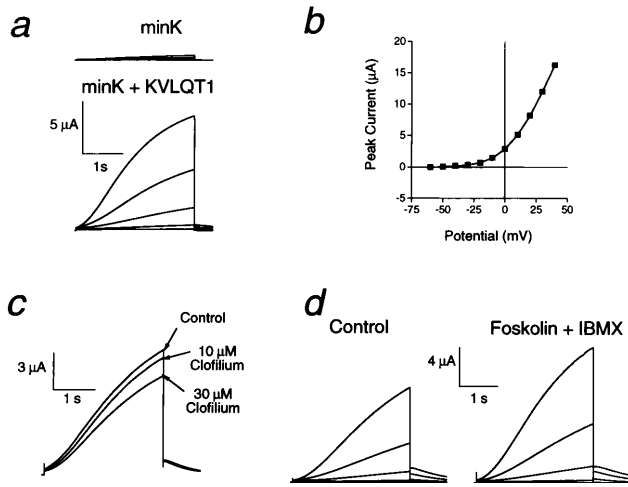 a
minK
minK + KVLQT1
5 µA
1s
b
Peak Current (µA)
20
15
10
5
0
-5
-75
-50
-25
0
25
50
Potential (mV)
c
Control
10 µM
Clofilium
30 µM
Clofilium
3 µA
1 s
d
Control
Foskolin + IBMX
4 µA
1 s